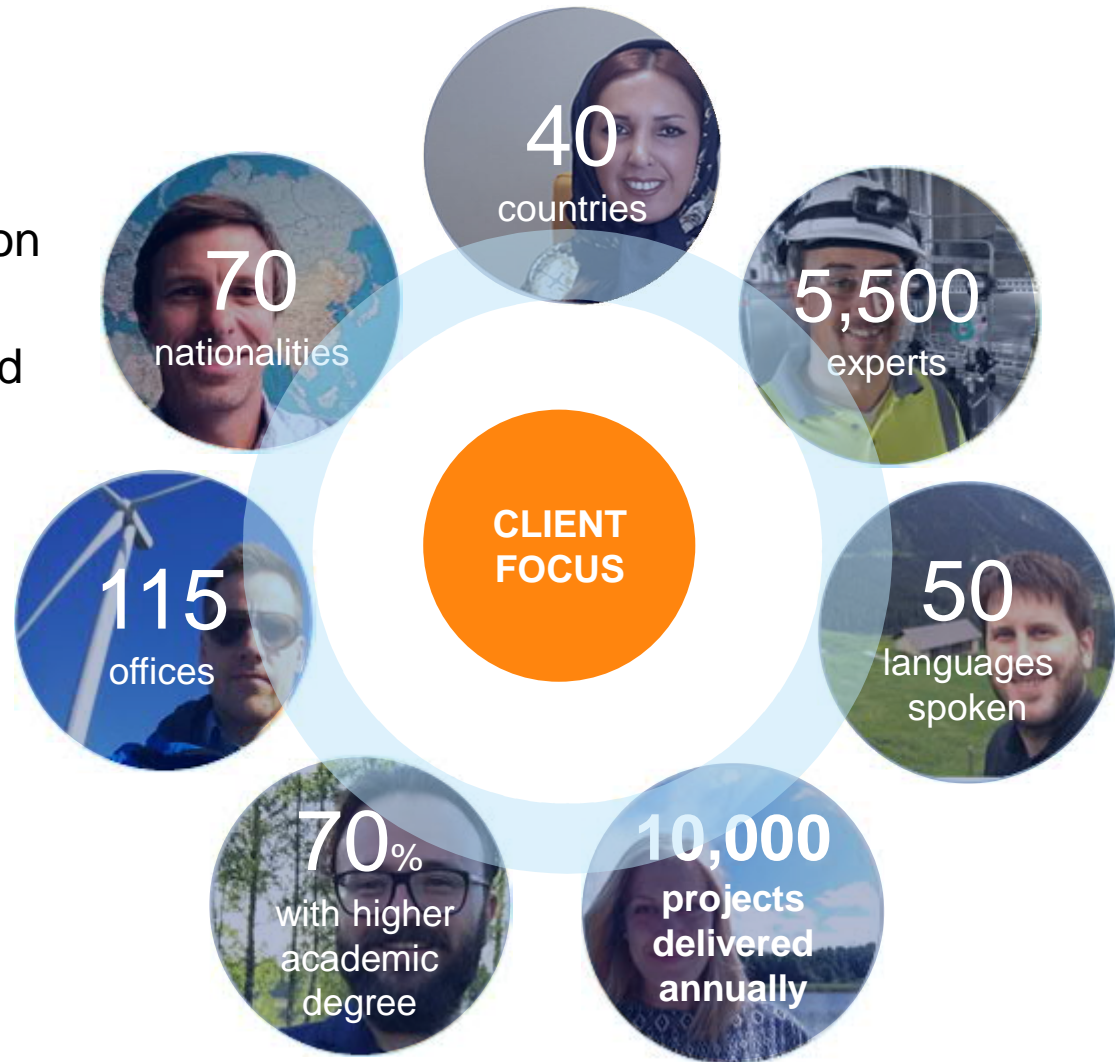 on
d
40
countries
70
nationalities
5,500
experts
CLIENT
FOCUS
115
offices
50
languages
spoken
70%
with higher
academic
degree
10,000
projects
delivered
annually